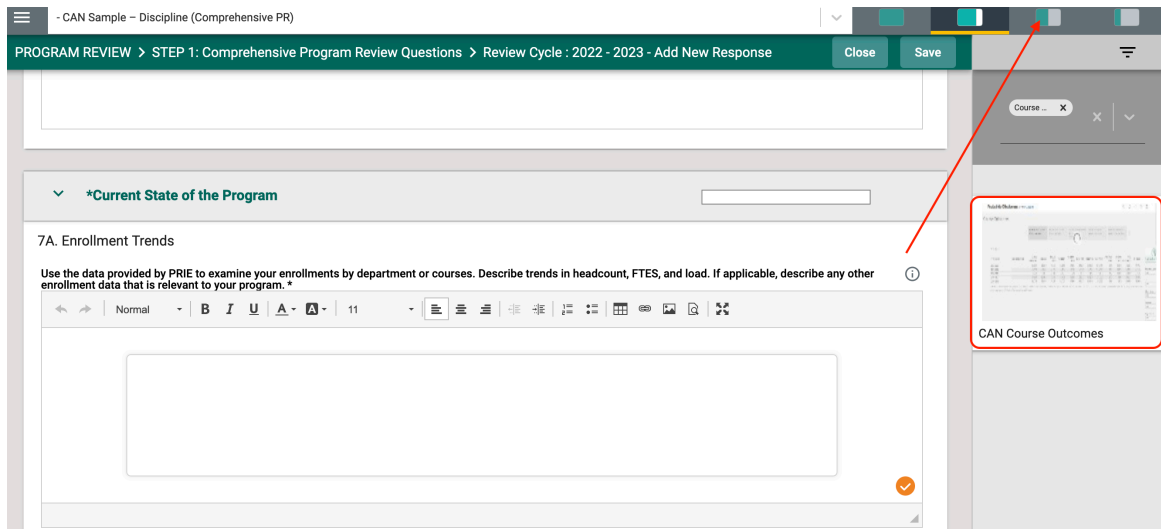 - CAN Sample – Discipline (Comprehensive PR)
PROGRAM REVIEW > STEP 1: Comprehensive Program Review Questions > Review Cycle : 2022 - 2023 - Add New Response
Close
Save
Course ... X
*Current State of the Program
7A. Enrollment Trends
Use the data provided by PRIE to examine your enrollments by department or courses. Describe trends in headcount, FTES, and load. If applicable, describe any other
enrollment data that is relevant to your program. *
Normal B I U A A 11
CAN Course Outcomes